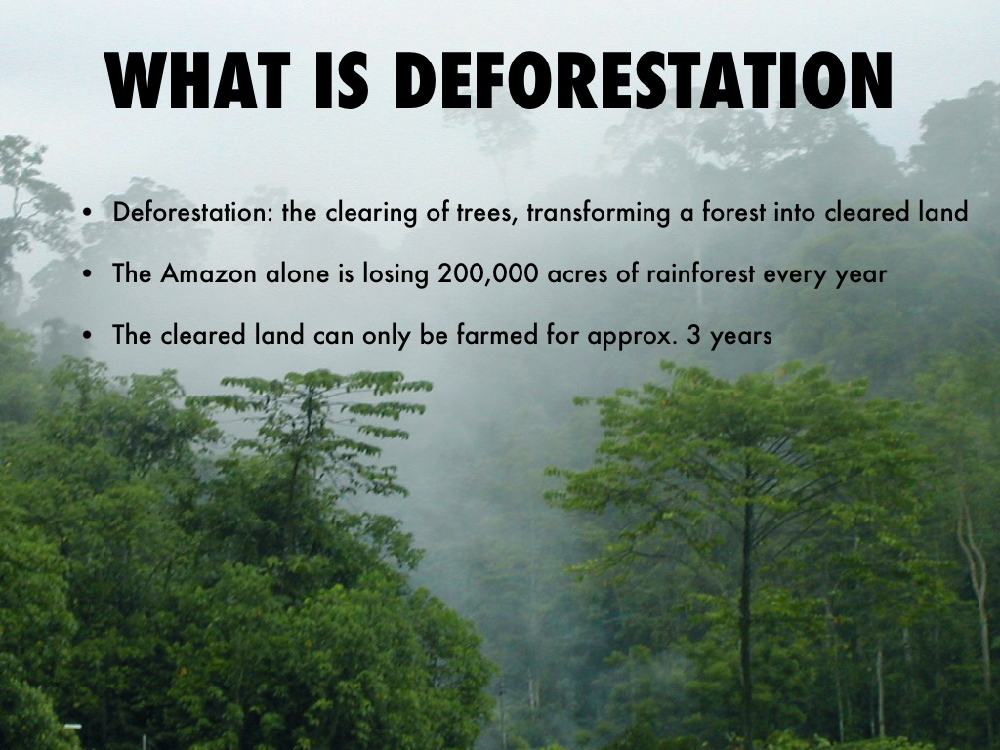 WHAT IS DEFORESTATION
• Deforestation: the clearing of trees, transforming a forest into cleared land
• The Amazon alone is losing 200,000 acres of rainforest every year
• The cleared land can only be farmed for approx. 3 years